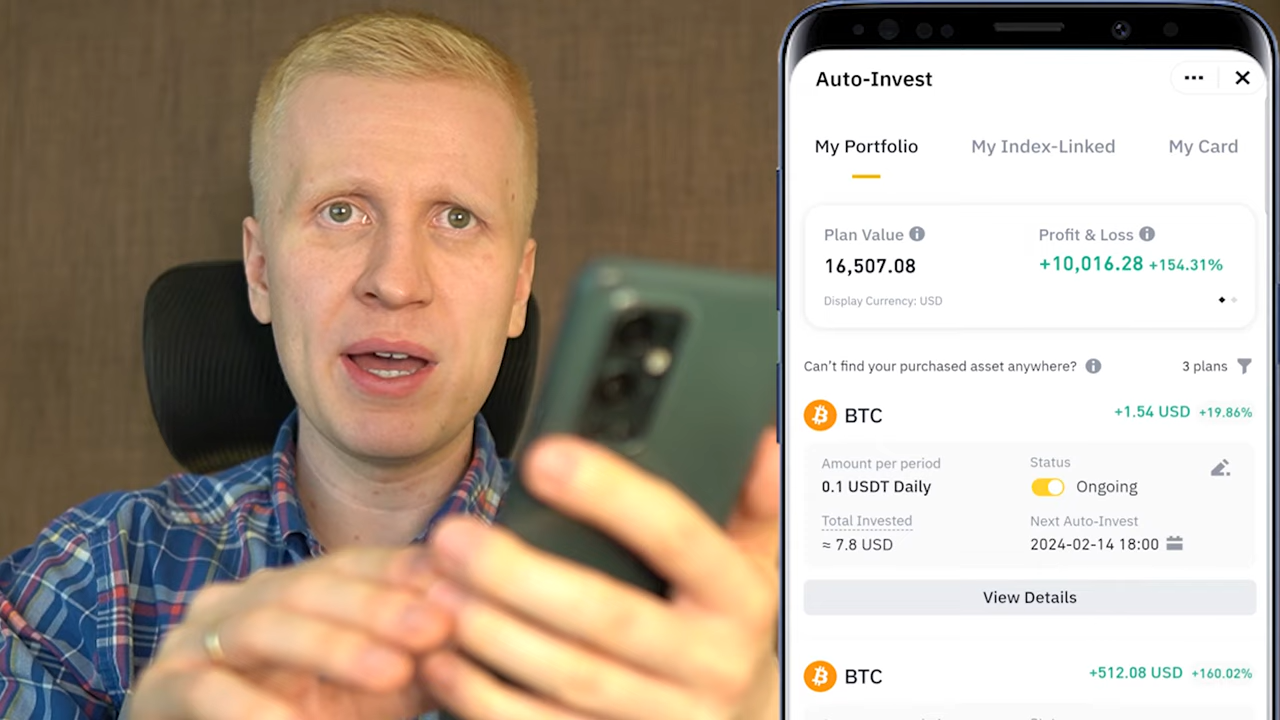 Auto-Invest
My Portfolio My Index-Linked My Card
Plan Value Profit & Loss
16,507.08 +10,016.28 +154.31%
Display Currency: USD
Can't find your purchased asset anywhere? 3 plans
BTC +1.54 USD +19.86%
Amount per period Status
0.1 USDT Daily Ongoing
Total Invested Next Auto-Invest
≈ 7.8 USD 2024-02-14 18:00
View Details
BTC +512.08 USD +160.02%